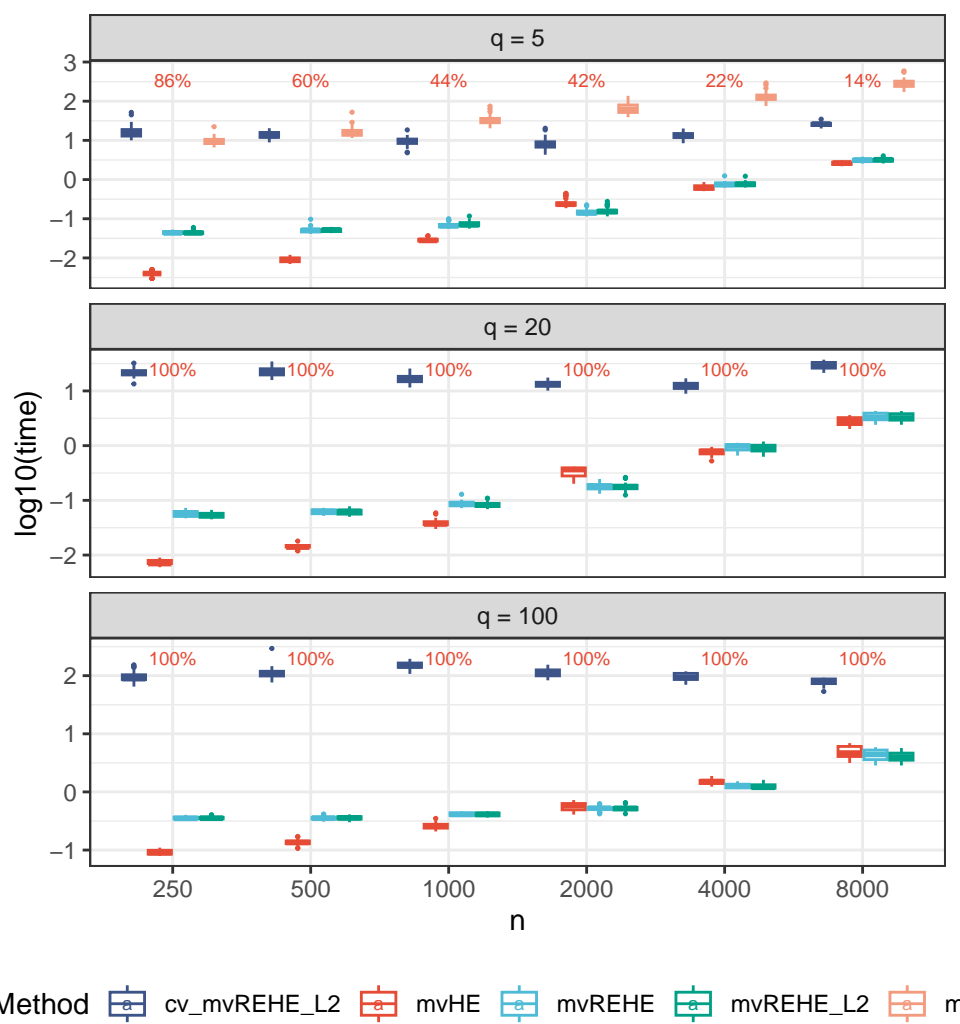 q = 5
3
86% 60% 44% 42% 22% 14%
2
1
0
−1
−2
q = 20
100% 100% 100% 100% 100% 100%
1
0
−1
−2
log10(time)
q = 100
100% 100% 100% 100% 100% 100%
2
1
0
−1
250 500 1000 2000 4000 8000
n
Method a cv_mvREHE_L2 a mvHE a mvREHE a mvREHE_L2 a